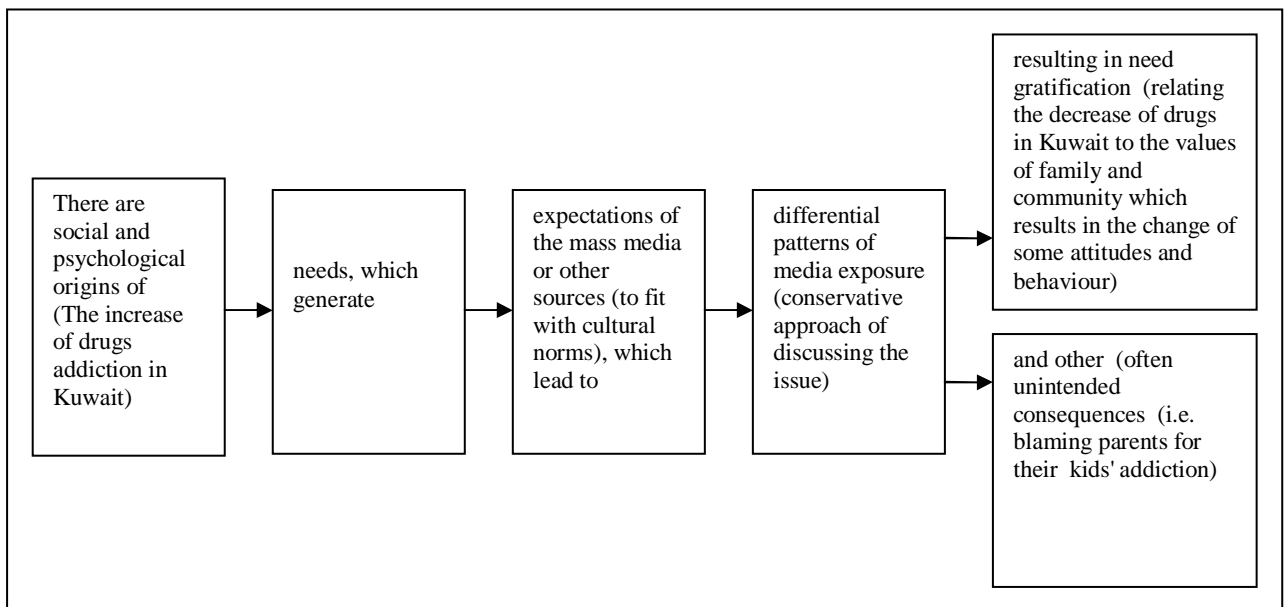 There are
social and
psychological
origins of
(The increase
of drugs
addiction in
Kuwait)
needs, which
generate
expectations of
the mass media
or other
sources (to fit
with cultural
norms), which
lead to
differential
patterns of
media exposure
(conservative
approach of
discussing the
issue)
resulting in need
gratification (relating
the decrease of drugs
in Kuwait to the
values of family and
community which
results in the change of
some attitudes and
behaviour)
and other (often
unintended
consequences (i.e.
blaming parents for
their kids' addiction)